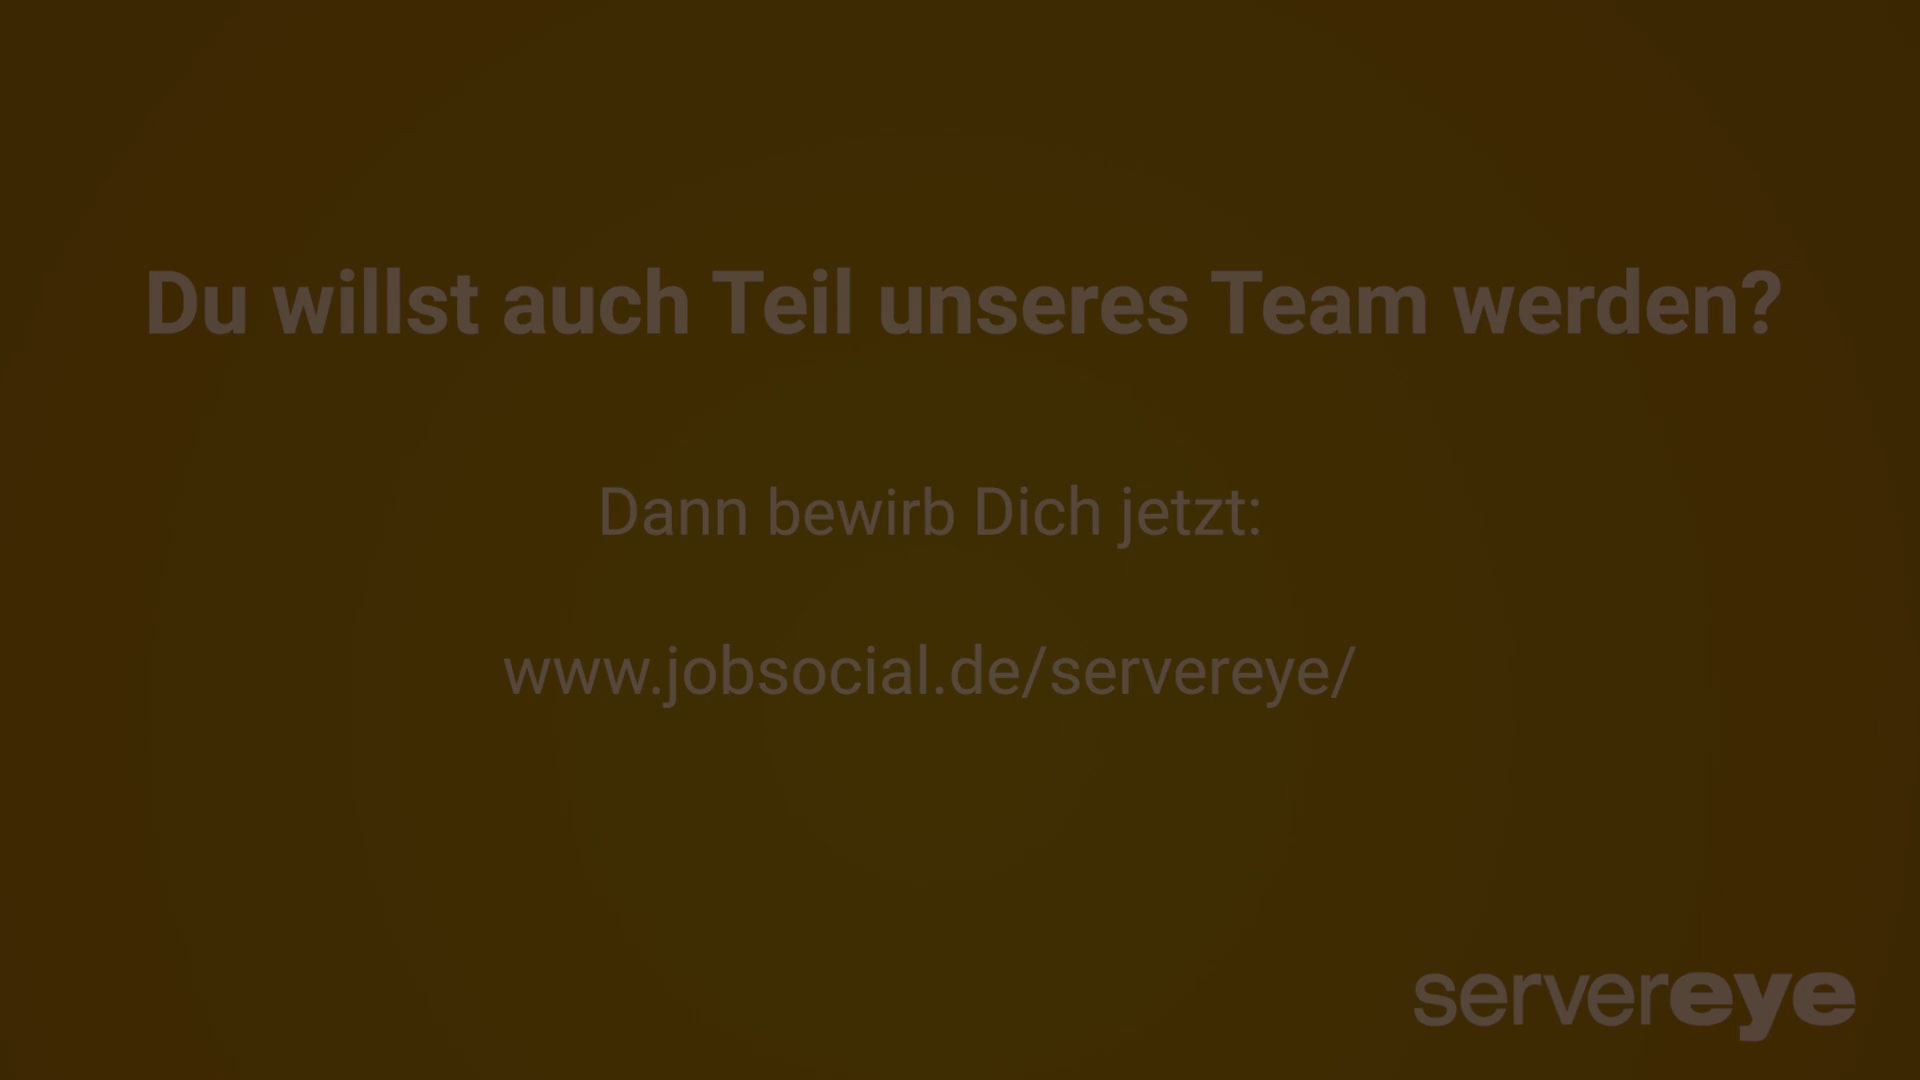 Du willst auch Teil unseres Team werden?
Dann bewirb Dich jetzt:
www.jobsocial.de/servereye/
servereye